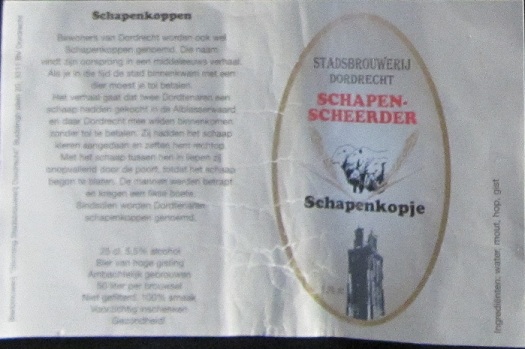 Schapenkoppen
Bewoners van Dordrecht worden ook wel
Schapenkoppen genoemd. Die naam
vindt zijn oorsprong in een middeleeuws verhaal.
Als je in die tijd de stad binnenkwam met een
dier moest je tol betalen.
Het verhaal gaat dat twee Dordtenaren een
schaap hadden gekocht in de Alblasserwaard
en daar Dordrecht mee wilden binnenkomen
zonder tol te betalen. Zij hadden het schaap
kleren aangedaan en zetten hem rechtop.
Met het schaap tussen hen in liepen zij
onopvallend door de poort, totdat het schaap
begon te blaten. De mannen werden betrapt
en kregen een fikse boete.
Sindsdien worden Dordtenaren
schapenkoppen genoemd.
25 cl. 5,5% alcohol
Bier van hoge gisting
Ambachtelijk gebrouwen
50 liter per brouwsel
Niet gefilterd, 100% smaak
Voorzichtig inschenken
Gezondheid!
STADSBROUWERIJ
DORDRECHT
SCHAPEN-
SCHEERDER
Schapenkopje
Ingrediënten: water, mout, hop, gist